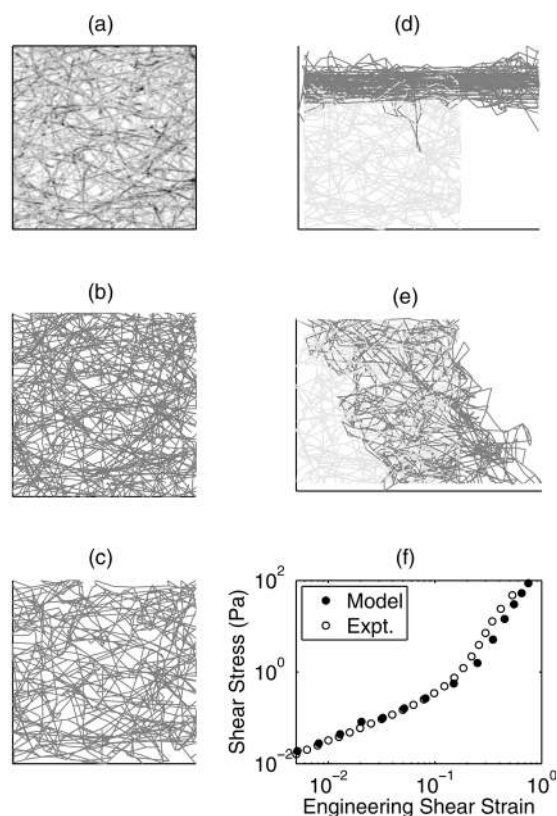 (a)
(d)
(b)
(e)
(c)
(f)
Shear Stress (Pa)
10^2
10^0
10^-2
Model
Expt.
10^-2
10^-1
10^0
Engineering Shear Strain